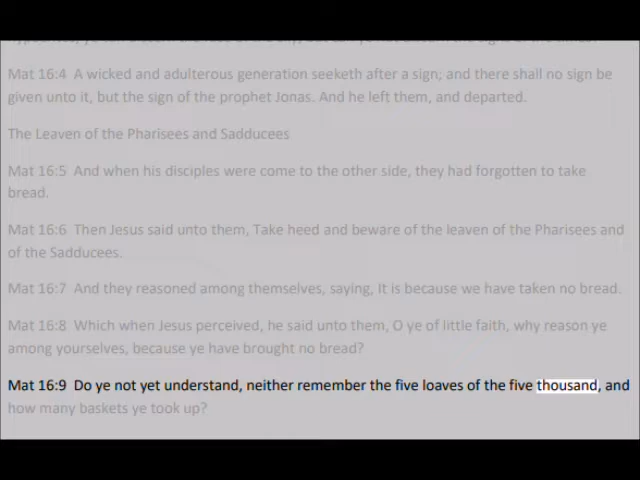 Mat 16:4  A wicked and adulterous generation seeketh after a sign; and there shall no sign be
given unto it, but the sign of the prophet Jonas. And he left them, and departed.
The Leaven of the Pharisees and Sadducees
Mat 16:5  And when his disciples were come to the other side, they had forgotten to take
bread.
Mat 16:6  Then Jesus said unto them, Take heed and beware of the leaven of the Pharisees and
of the Sadducees.
Mat 16:7  And they reasoned among themselves, saying, It is because we have taken no bread.
Mat 16:8  Which when Jesus perceived, he said unto them, O ye of little faith, why reason ye
among yourselves, because ye have brought no bread?
Mat 16:9  Do ye not yet understand, neither remember the five loaves of the five thousand, and
how many baskets ye took up?